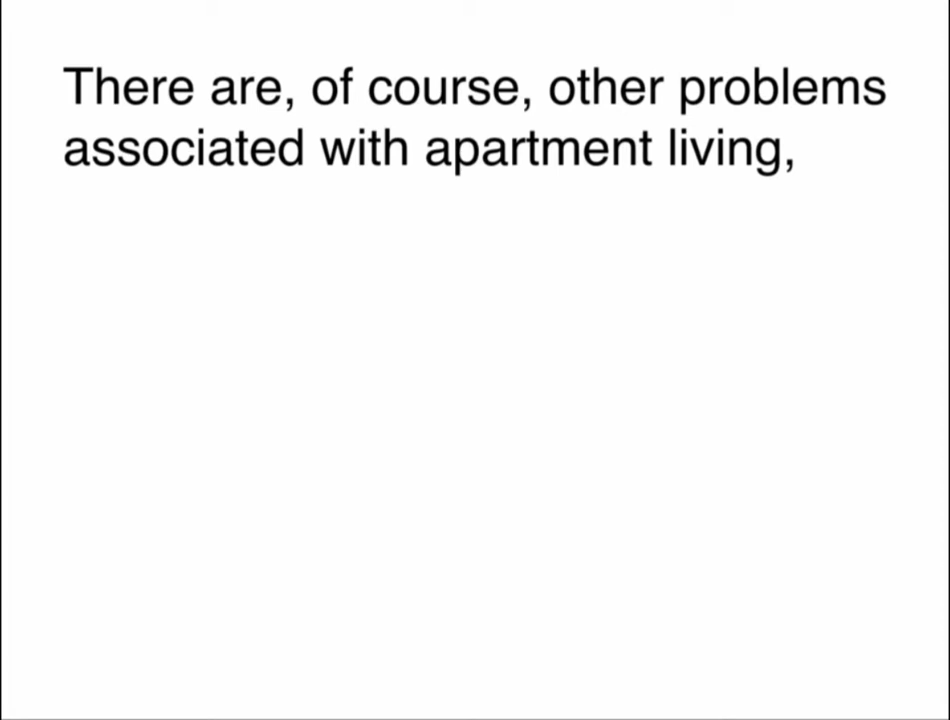 There are, of course, other problems
associated with apartment living,